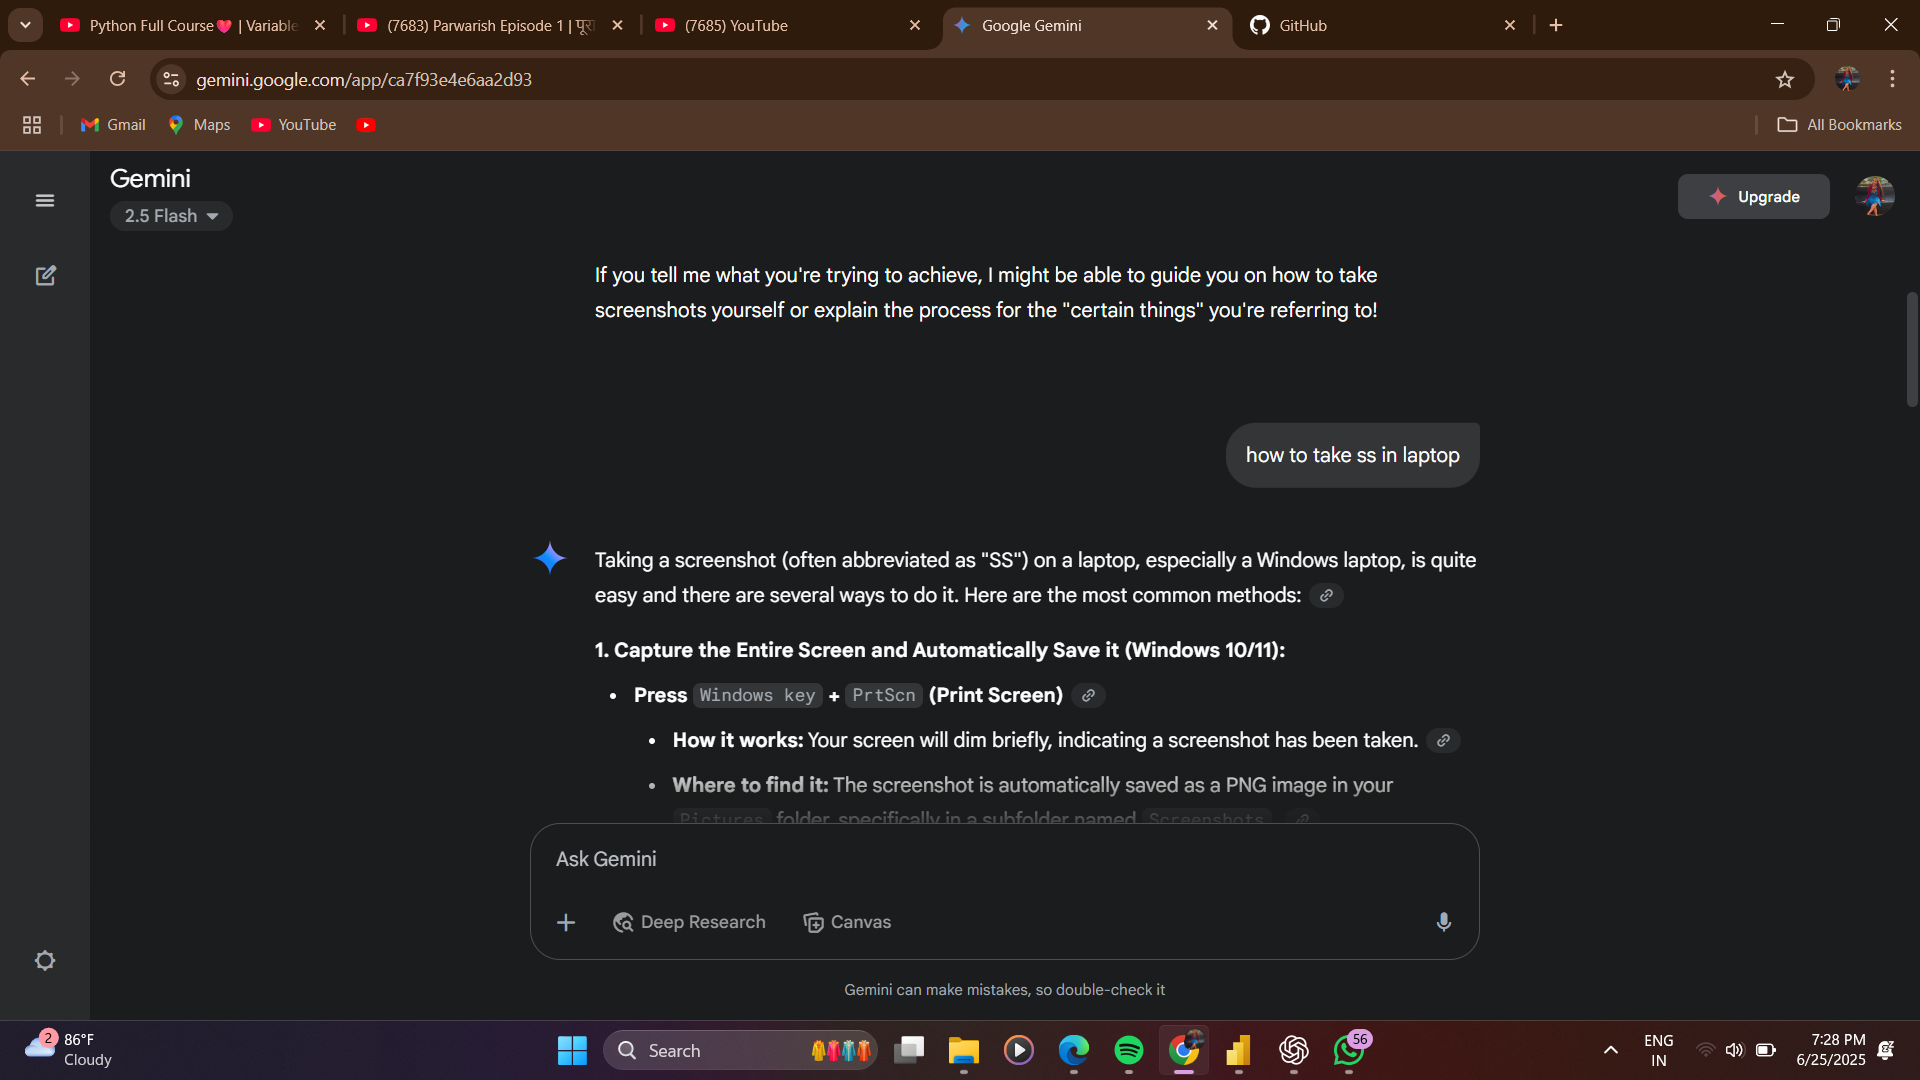 Python Full Course💗 | Variable
(7683) Parwarish Episode 1 | पूरा
(7685) YouTube
Google Gemini
GitHub
gemini.google.com/app/ca7f93e4e6aa2d93
Gmail
Maps
YouTube
All Bookmarks
Gemini
2.5 Flash
Upgrade
If you tell me what you're trying to achieve, I might be able to guide you on how to take
screenshots yourself or explain the process for the "certain things" you're referring to!
how to take ss in laptop
Taking a screenshot (often abbreviated as "SS") on a laptop, especially a Windows laptop, is quite
easy and there are several ways to do it. Here are the most common methods:
1. Capture the Entire Screen and Automatically Save it (Windows 10/11):
• Press Windows key + PrtScn (Print Screen)
• How it works: Your screen will dim briefly, indicating a screenshot has been taken.
• Where to find it: The screenshot is automatically saved as a PNG image in your
Pictures folder, specifically in a subfolder named Screenshots
Ask Gemini
Deep Research
Canvas
Gemini can make mistakes, so double-check it
2
86°F
Cloudy
Search
56
ENG
IN
7:28 PM
6/25/2025